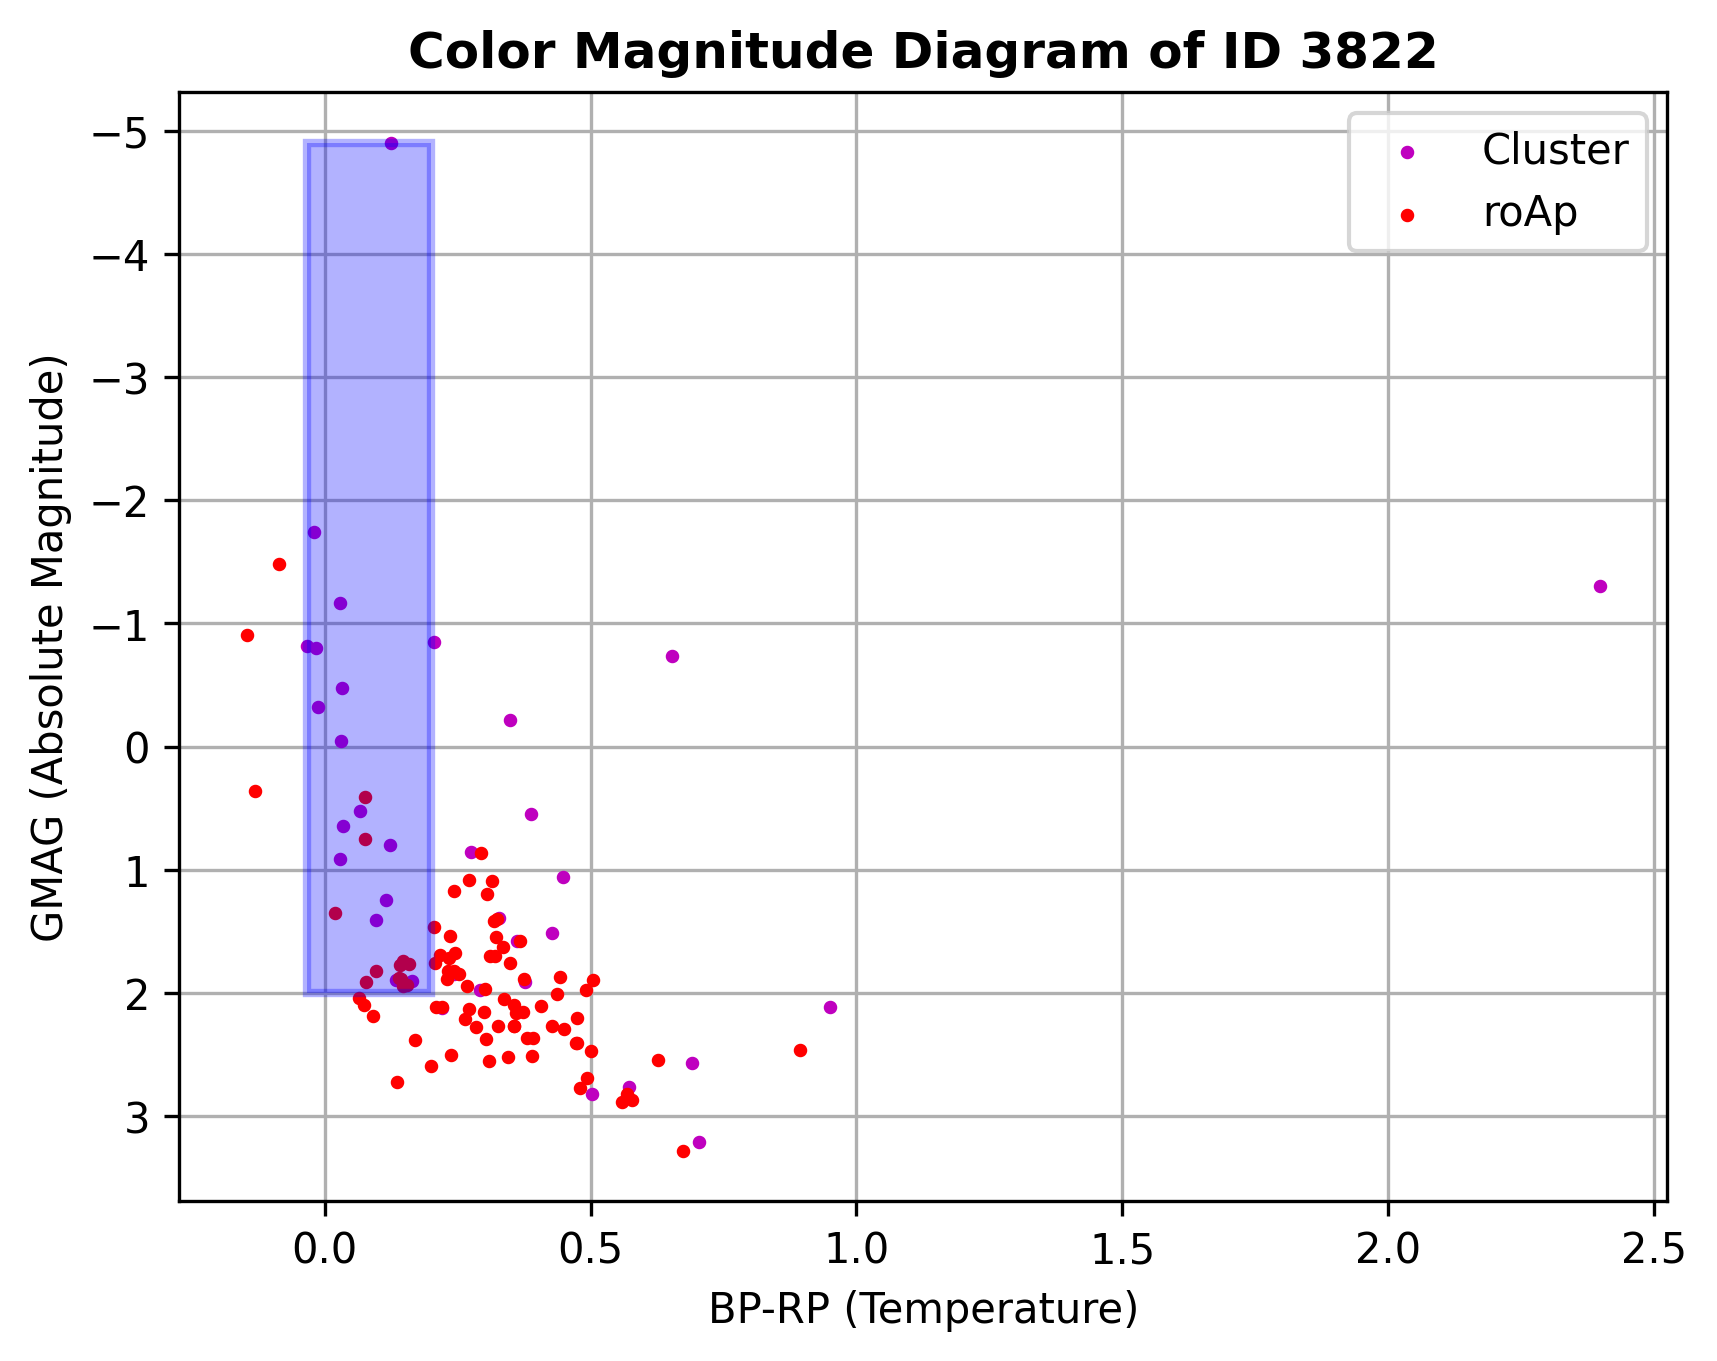 Color Magnitude Diagram of ID 3822
Cluster
roAp
−5
−4
−3
−2
−1
0
1
2
3
GMAG (Absolute Magnitude)
0.0 0.5 1.0 1.5 2.0 2.5
BP-RP (Temperature)